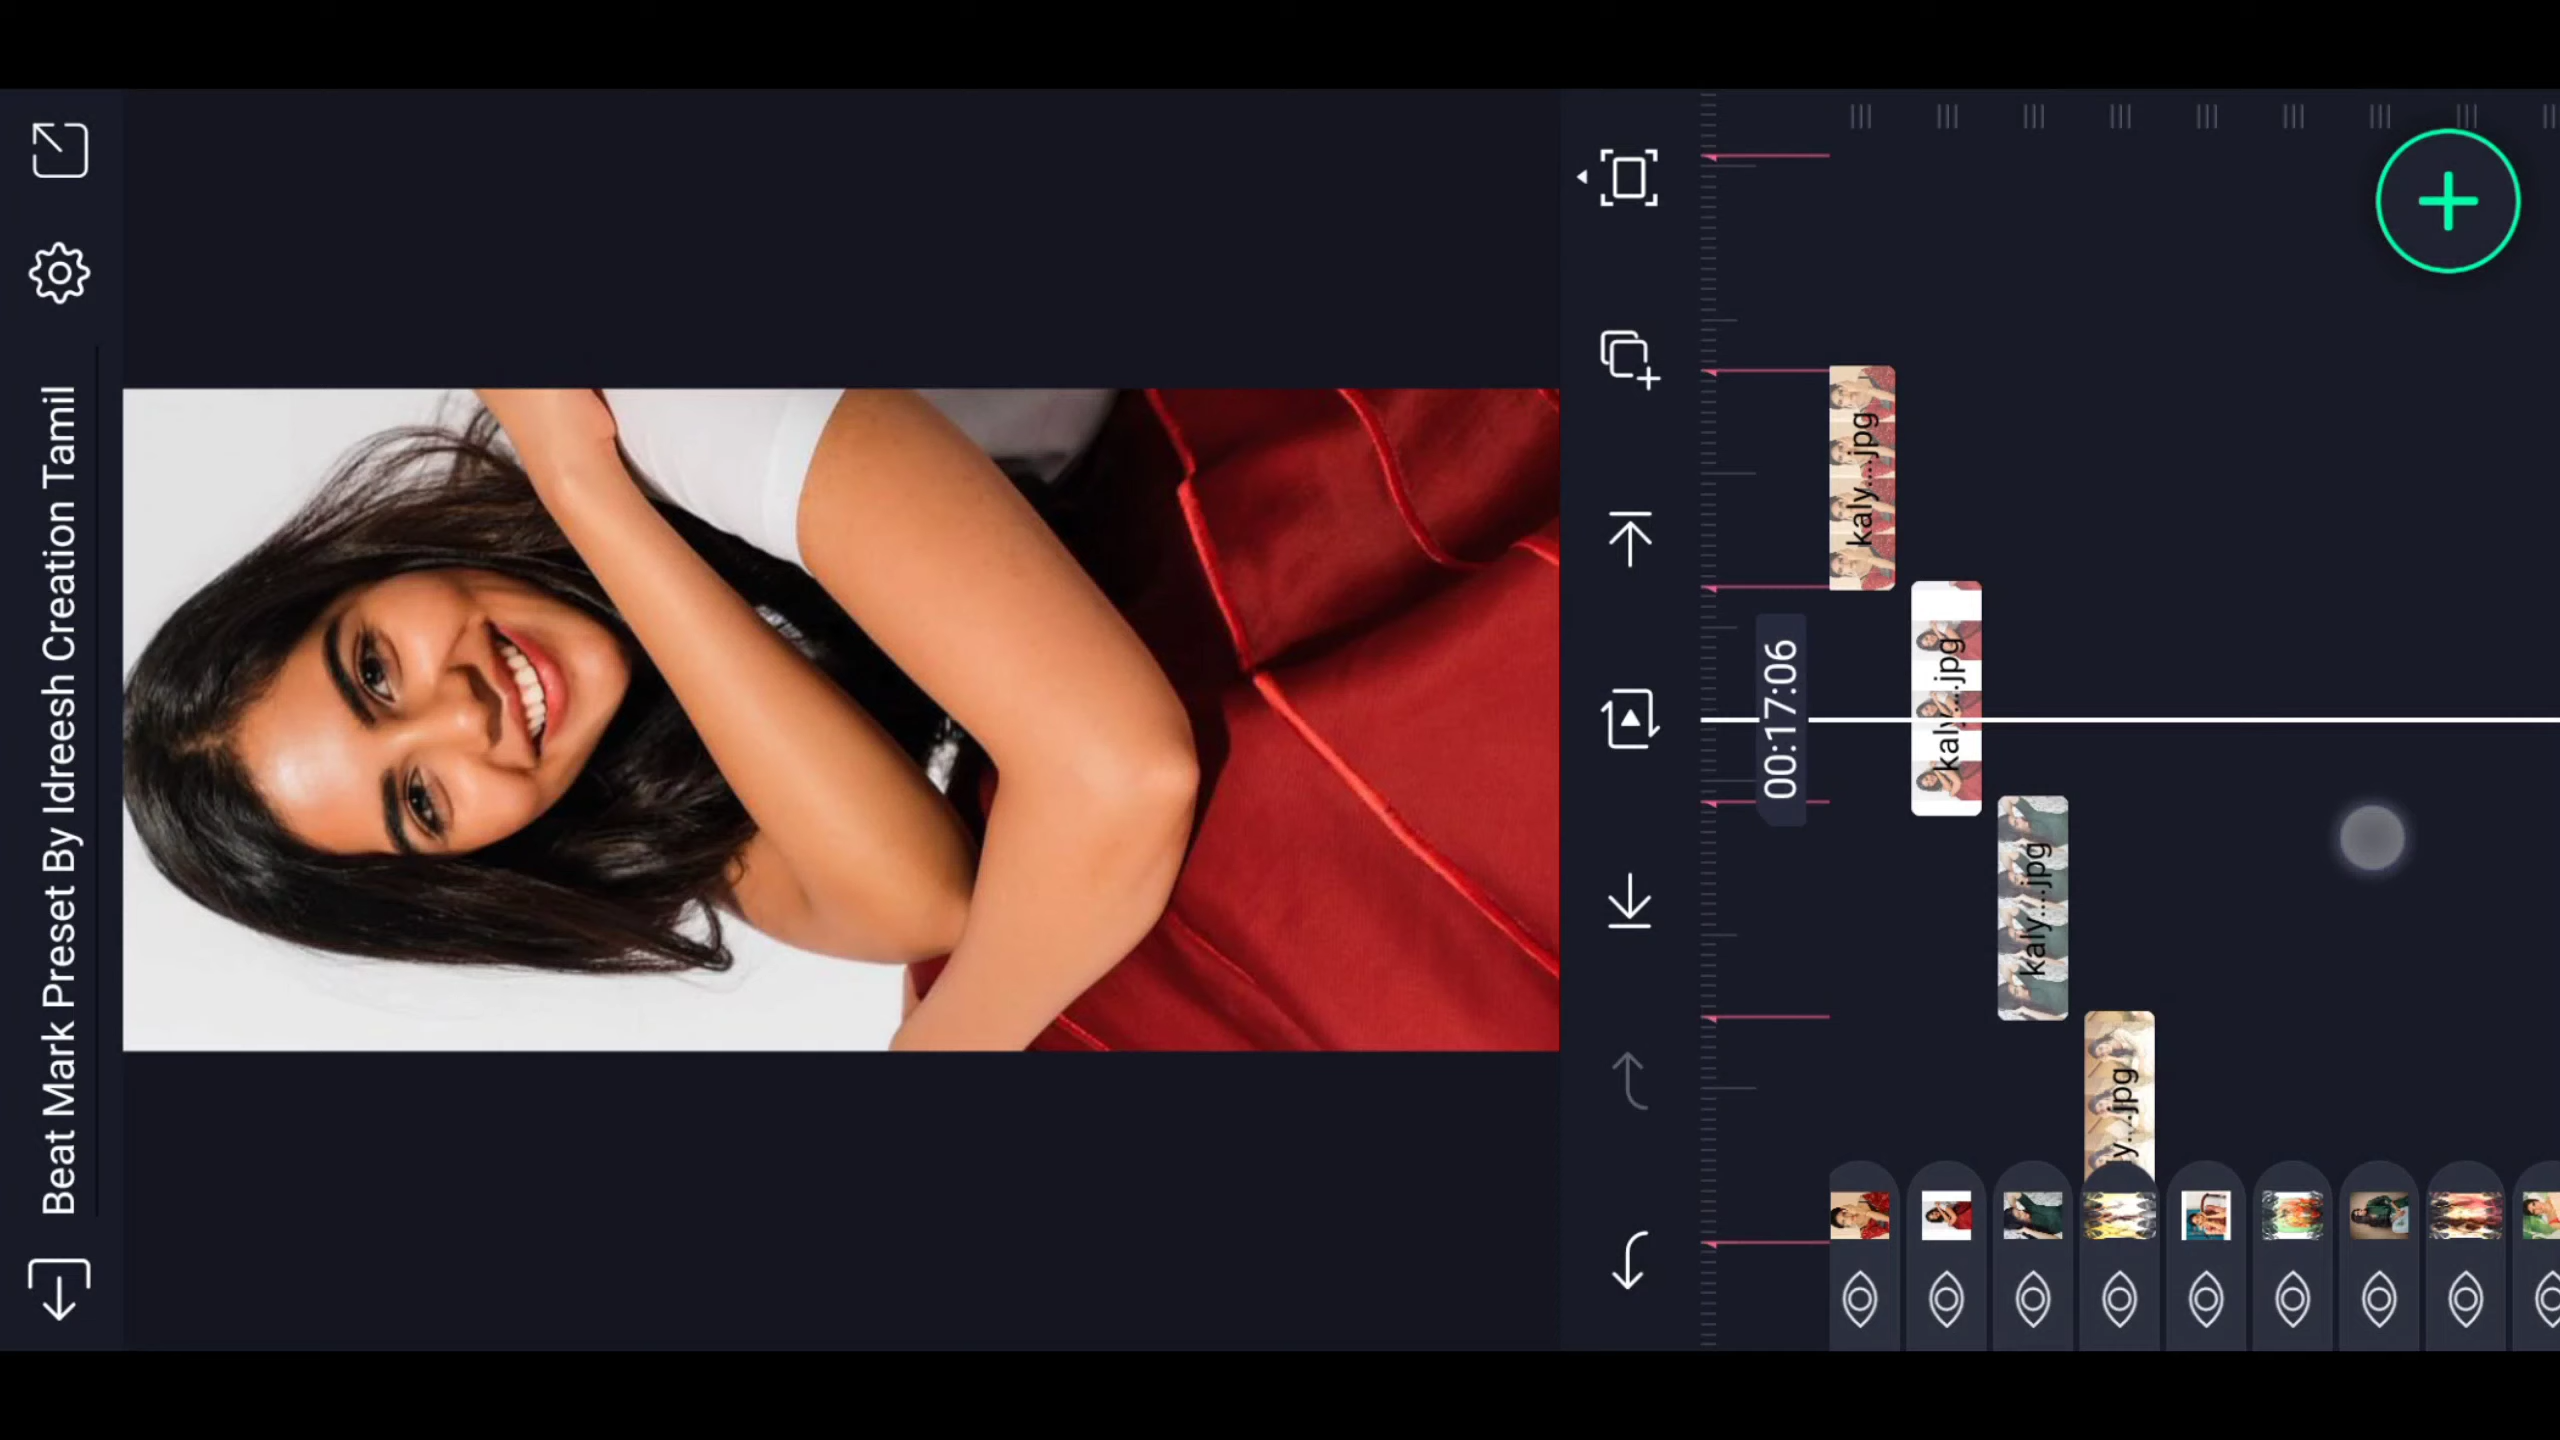 Beat Mark Preset By Idreesh Creation Tamil
00:17:06
kaly....jpg
kaly....jpg
kaly....jpg
y....jpg